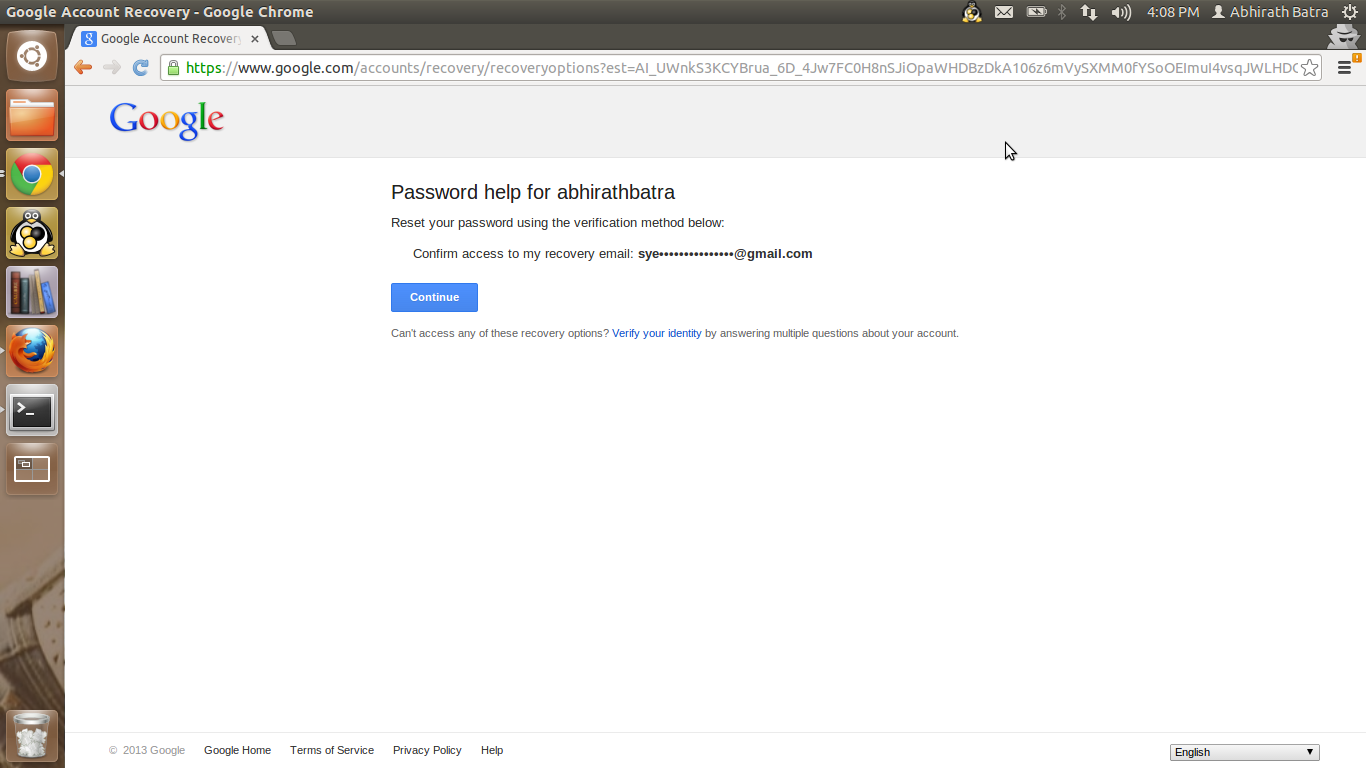 Google Account Recovery - Google Chrome
4:08 PM Abhirath Batra
Google Account Recovery
https://www.google.com/accounts/recovery/recoveryoptions?est=AI_UWnkS3KCYBrua_6D_4Jw7FC0H8nSJiOpaWHDBzDkA106z6mVySXMM0fYSoOEImuI4vsqJWLHDC
Google
Password help for abhirathbatra
Reset your password using the verification method below:
Confirm access to my recovery email: sye•••••••••••••••@gmail.com
Continue
Can't access any of these recovery options? Verify your identity by answering multiple questions about your account.
© 2013 Google Google Home Terms of Service Privacy Policy Help
English